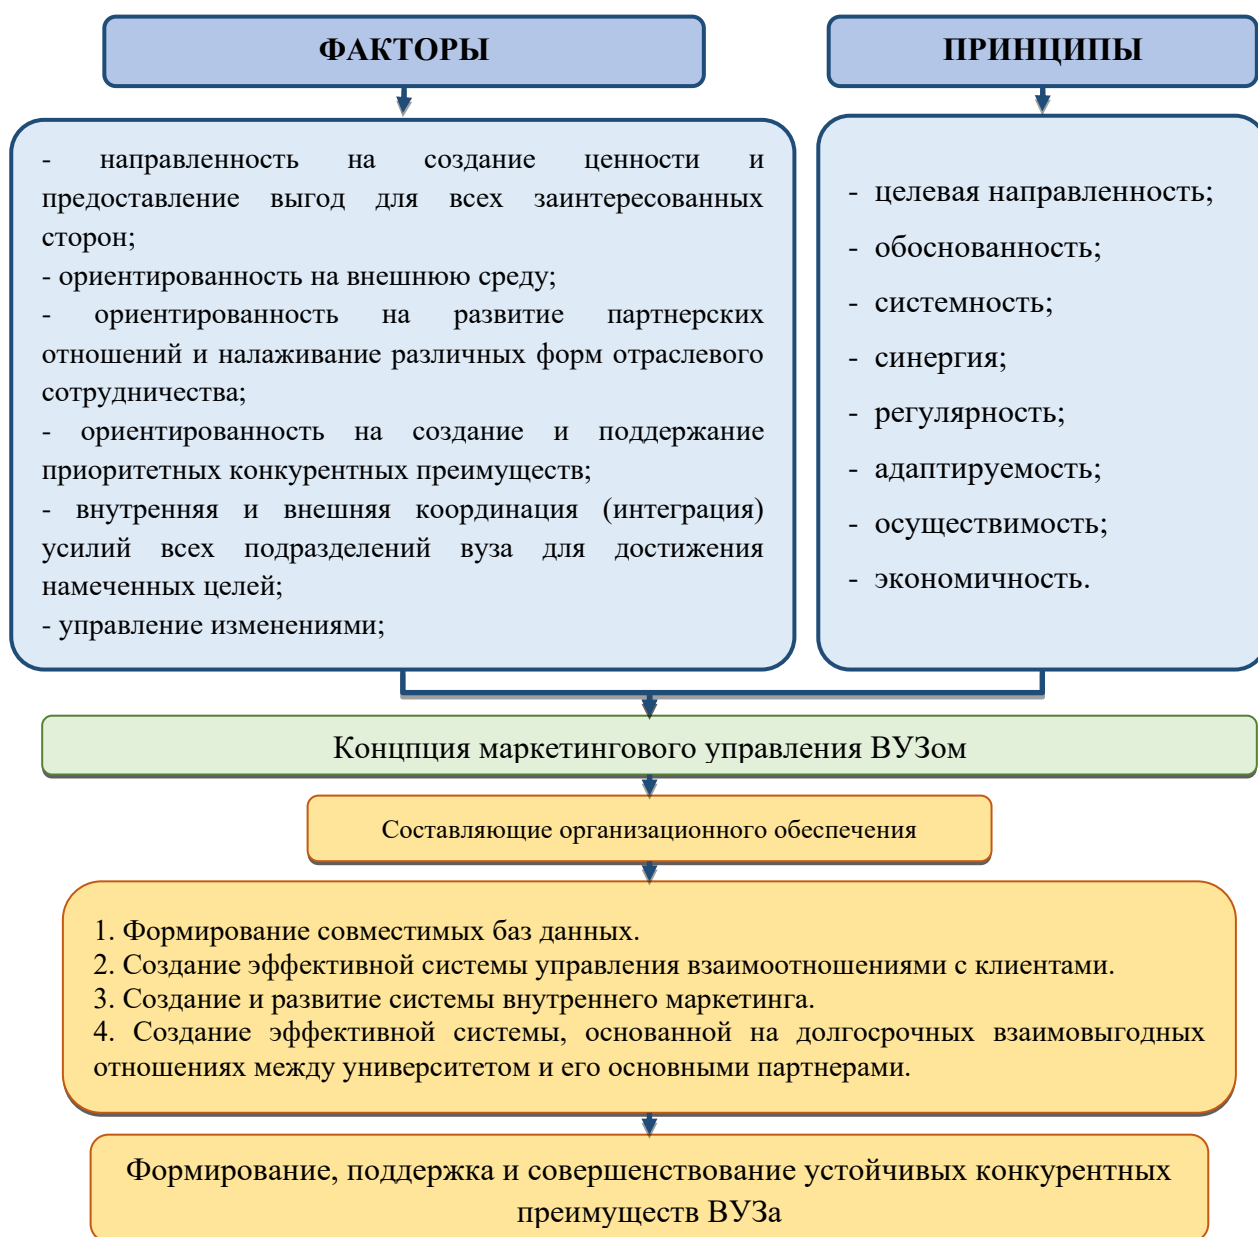 ФАКТОРЫ
- направленность на создание ценности и
предоставление выгод для всех заинтересованных
сторон;
- ориентированность на внешнюю среду;
- ориентированность на развитие партнерских
отношений и налаживание различных форм отраслевого
сотрудничества;
- ориентированность на создание и поддержание
приоритетных конкурентных преимуществ;
- внутренняя и внешняя координация (интеграция)
усилий всех подразделений вуза для достижения
намеченных целей;
- управление изменениями;
ПРИНЦИПЫ
- целевая направленность;
- обоснованность;
- системность;
- синергия;
- регулярность;
- адаптируемость;
- осуществимость;
- экономичность.
Концпция маркетингового управления ВУЗом
Составляющие организационного обеспечения
1. Формирование совместимых баз данных.
2. Создание эффективной системы управления взаимоотношениями с клиентами.
3. Создание и развитие системы внутреннего маркетинга.
4. Создание эффективной системы, основанной на долгосрочных взаимовыгодных
отношениях между университетом и его основными партнерами.
Формирование, поддержка и совершенствование устойчивых конкурентных
преимуществ ВУЗа